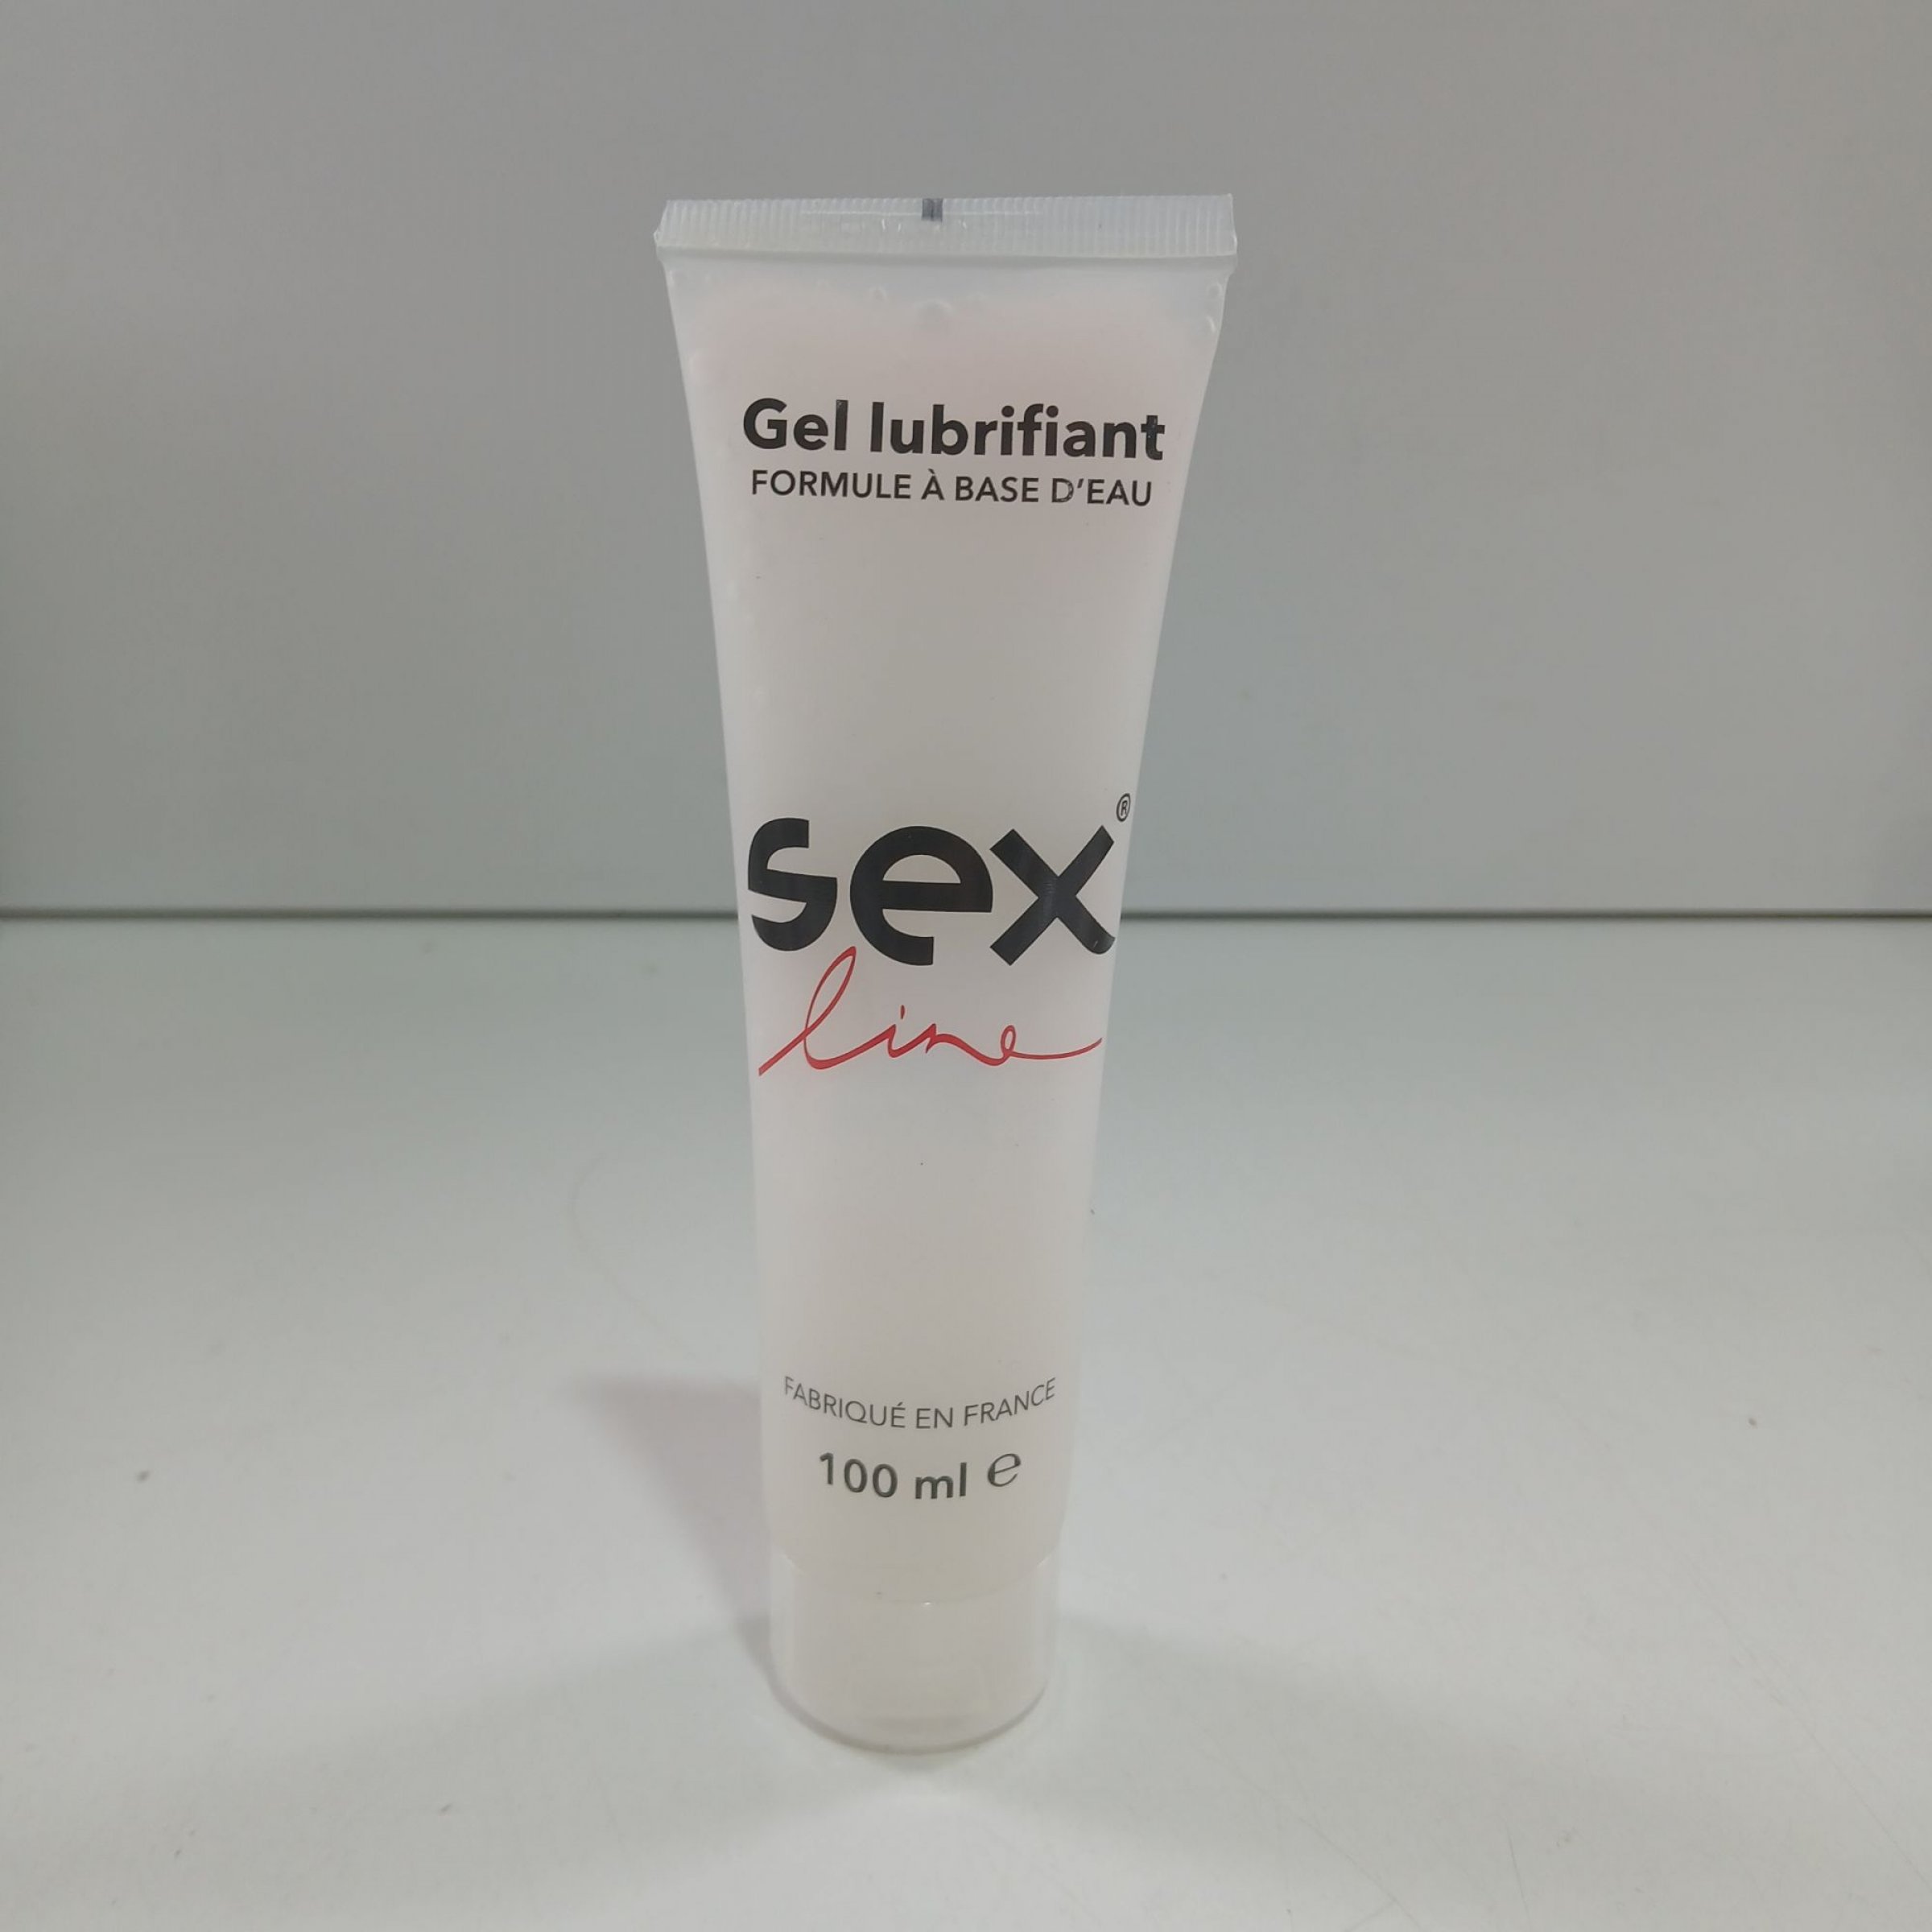 Gel lubrifiant
FORMULE À BASE D'EAU
sex®
line
FABRIQUÉ EN FRANCE
100 ml ℮